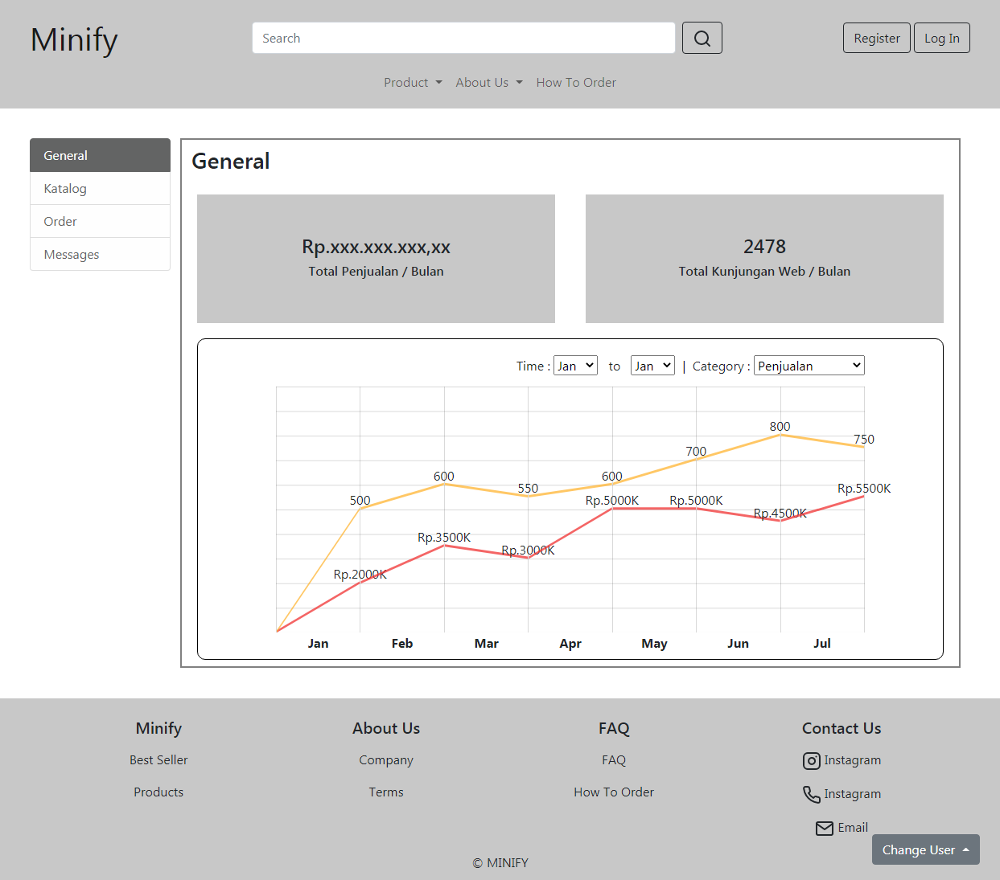 Minify
Search
Register
Log In
Product
About Us
How To Order
General
Katalog
Order
Messages
General
Rp.xxx.xxx.xxx,xx
Total Penjualan / Bulan
2478
Total Kunjungan Web / Bulan
Time : Jan to Jan | Category : Penjualan
800
750
700
600
600
550
500
Rp.5500K
Rp.5000K
Rp.5000K
Rp.4500K
Rp.3500K
Rp.3000K
Rp.2000K
Jan Feb Mar Apr May Jun Jul
Minify
Best Seller
Products
About Us
Company
Terms
FAQ
FAQ
How To Order
Contact Us
Instagram
Instagram
Email
Change User
© MINIFY